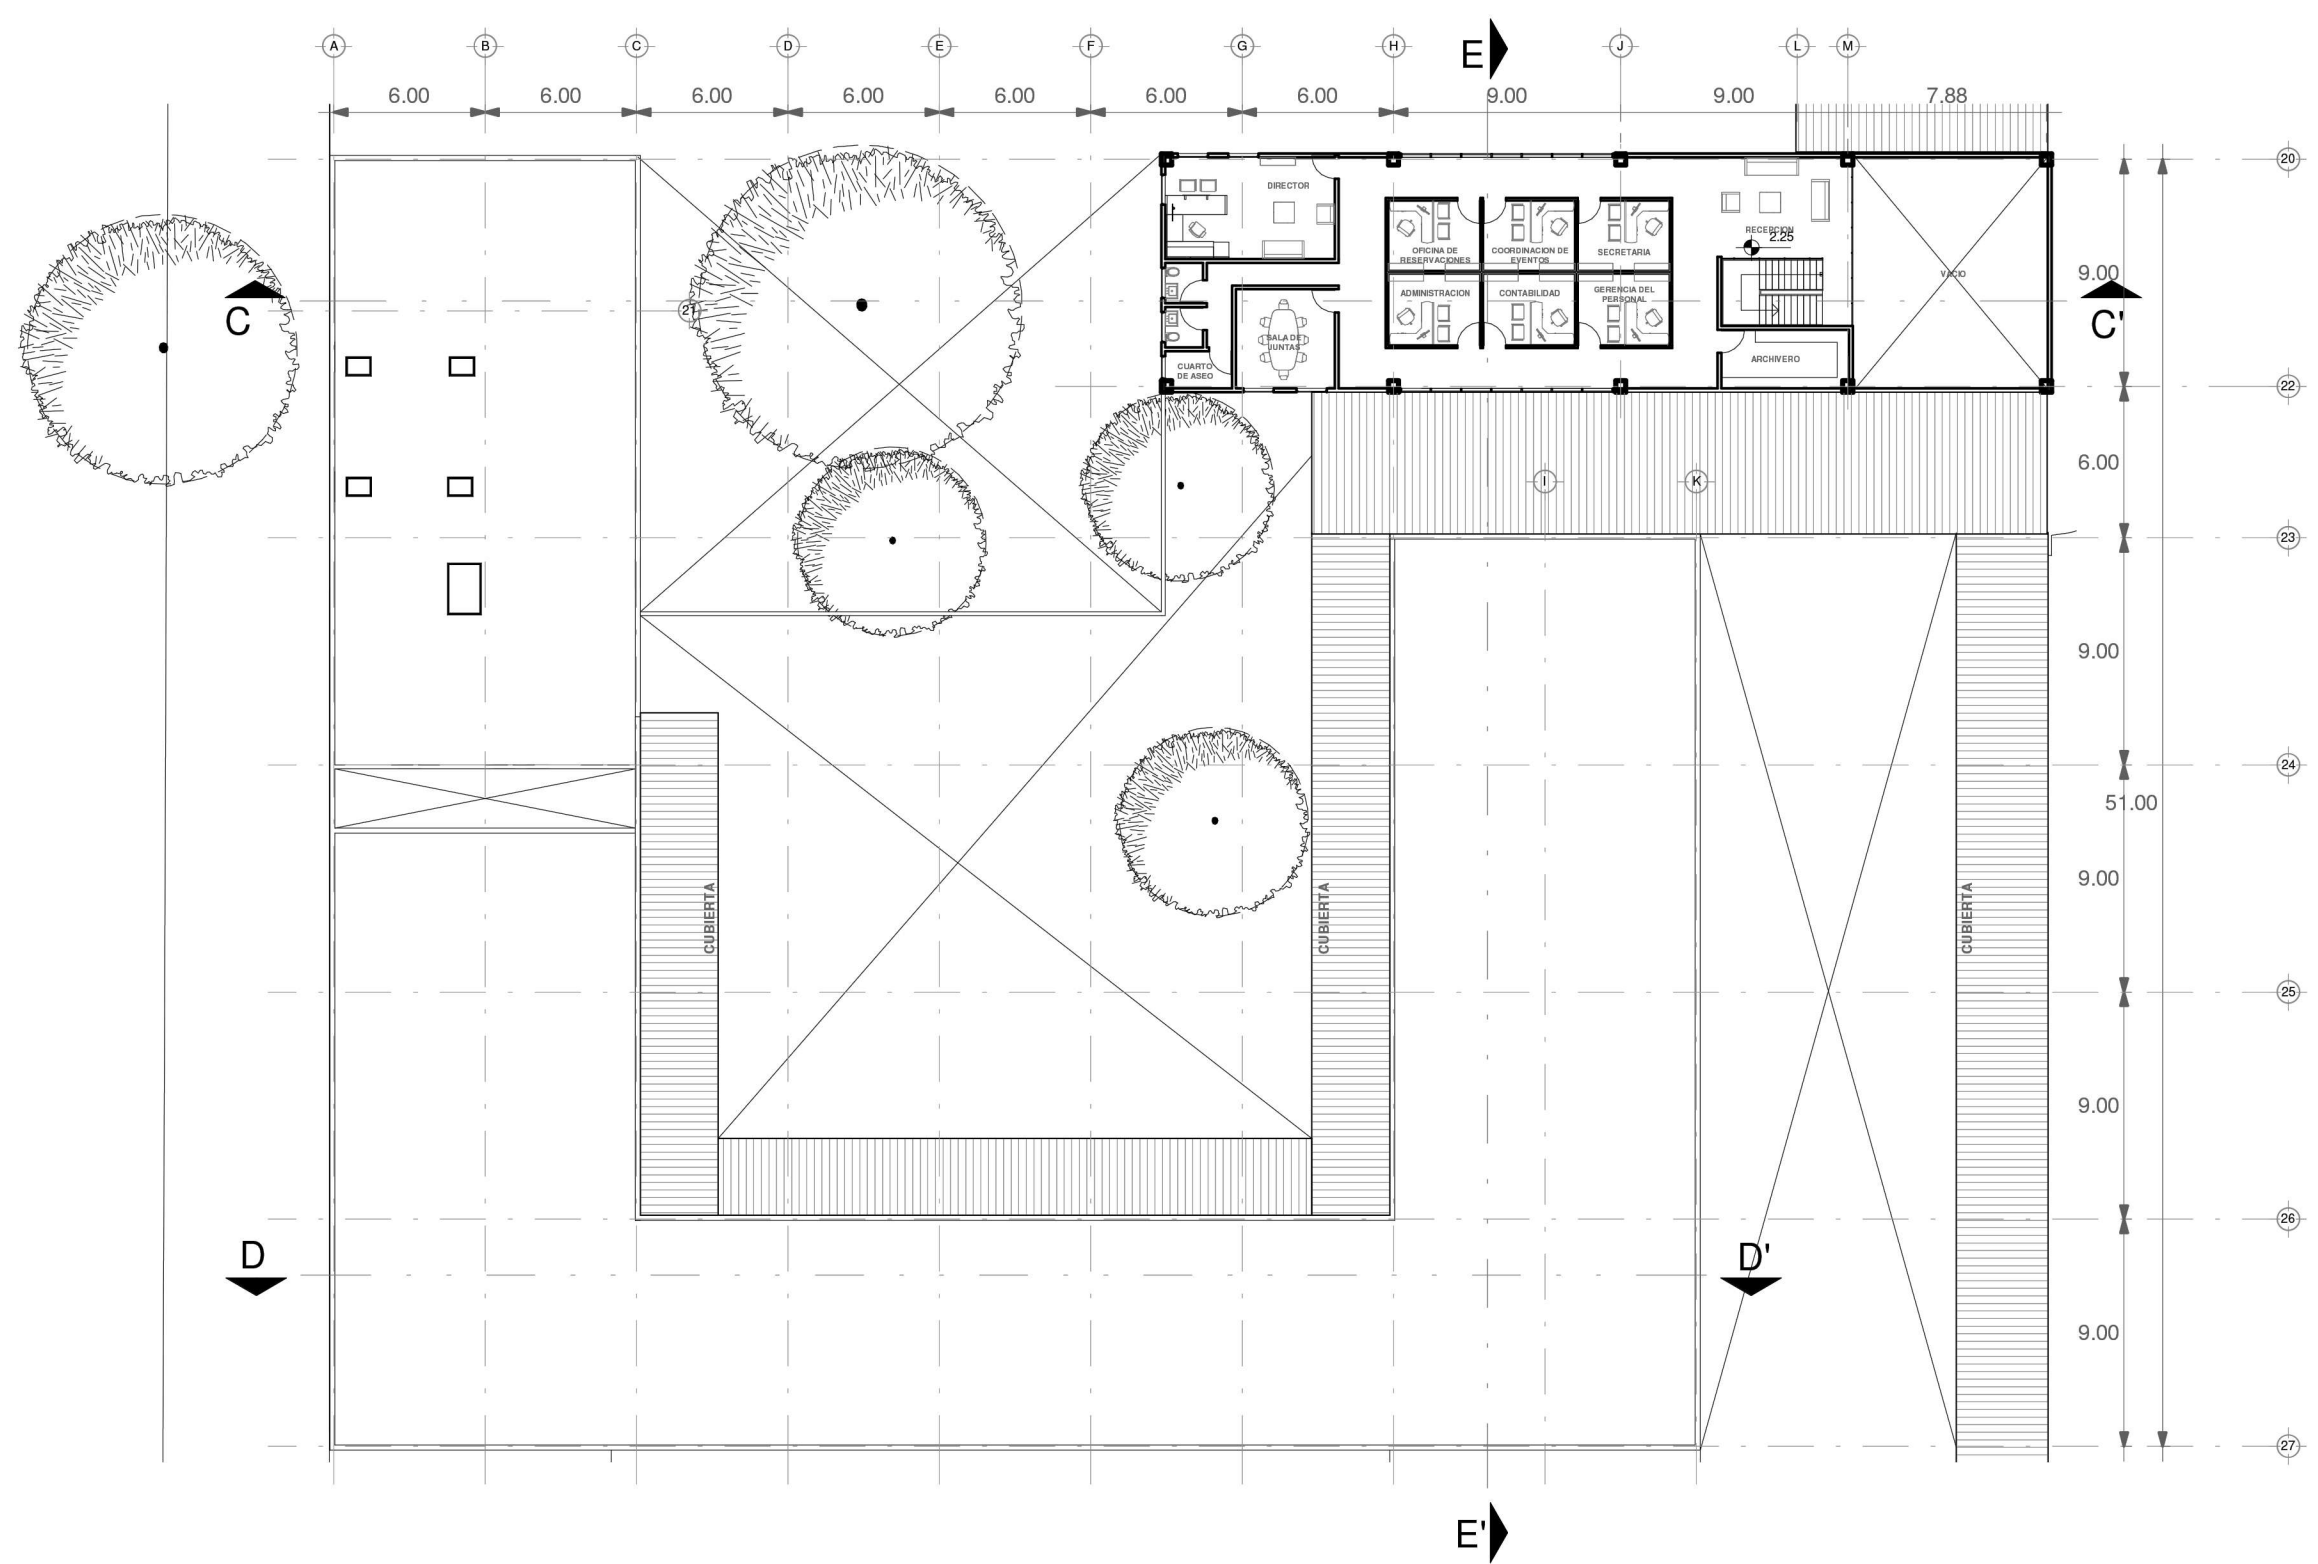 A B C D E F G H E J L M
6.00 6.00 6.00 6.00 6.00 6.00 6.00 9.00 9.00 7.88
20
DIRECTOR
RECEPCION
2.25
OFICINA DE
RESERVACIONES
COORDINACION DE
EVENTOS
SECRETARIA
VACIO
9.00
ADMINISTRACION
CONTABILIDAD
GERENCIA DEL
PERSONAL
C
21
C'
SALA DE
JUNTAS
ARCHIVERO
CUARTO
DE ASEO
22
6.00
I K
23
9.00
24
51.00
9.00
CUBIERTA
CUBIERTA
CUBIERTA
25
9.00
26
D D'
9.00
27
E'